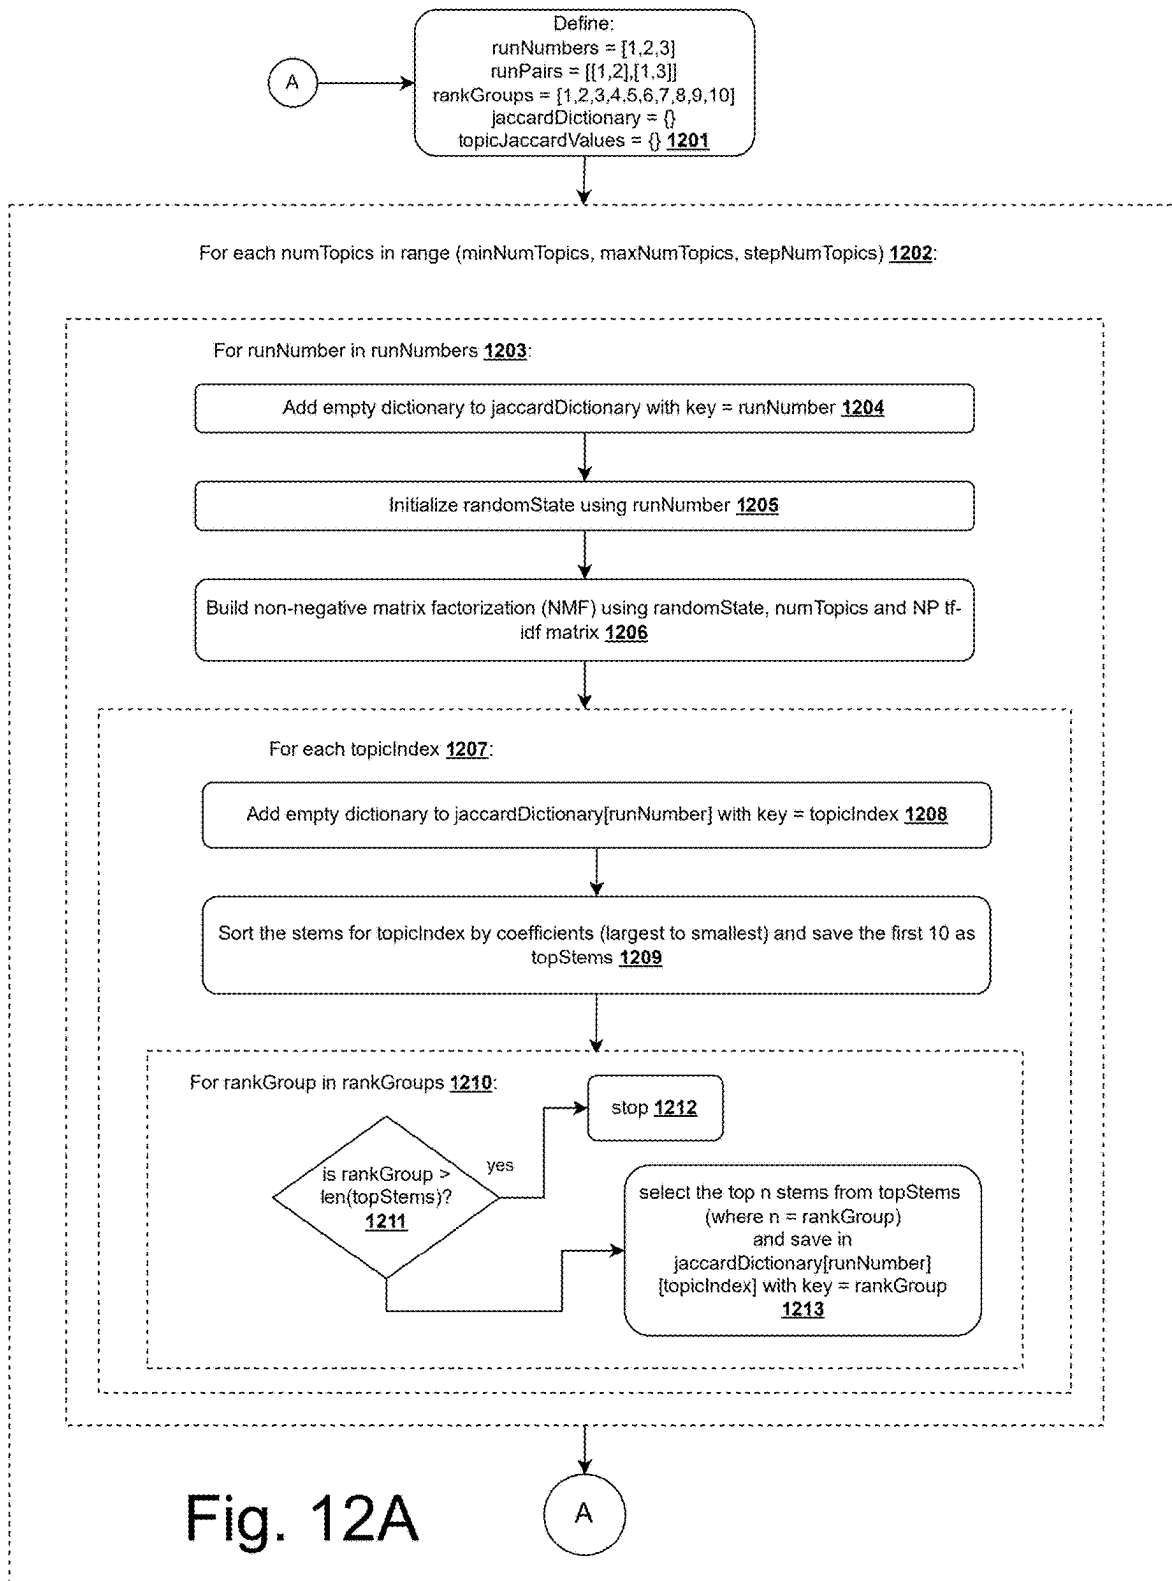 A
Define:
runNumbers = [1,2,3]
runPairs = [[1,2],[1,3]]
rankGroups = [1,2,3,4,5,6,7,8,9,10]
jaccardDictionary = {}
topicJaccardValues = {} 1201
For each numTopics in range (minNumTopics, maxNumTopics, stepNumTopics) 1202:
For runNumber in runNumbers 1203:
Add empty dictionary to jaccardDictionary with key = runNumber 1204
Initialize randomState using runNumber 1205
Build non-negative matrix factorization (NMF) using randomState, numTopics and NP tf-
idf matrix 1206
For each topicIndex 1207:
Add empty dictionary to jaccardDictionary[runNumber] with key = topicIndex 1208
Sort the stems for topicIndex by coefficients (largest to smallest) and save the first 10 as
topStems 1209
For rankGroup in rankGroups 1210:
stop 1212
is rankGroup >
len(topStems)?
1211
yes
select the top n stems from topStems
(where n = rankGroup)
and save in
jaccardDictionary[runNumber]
[topicIndex] with key = rankGroup
1213
Fig. 12A
A